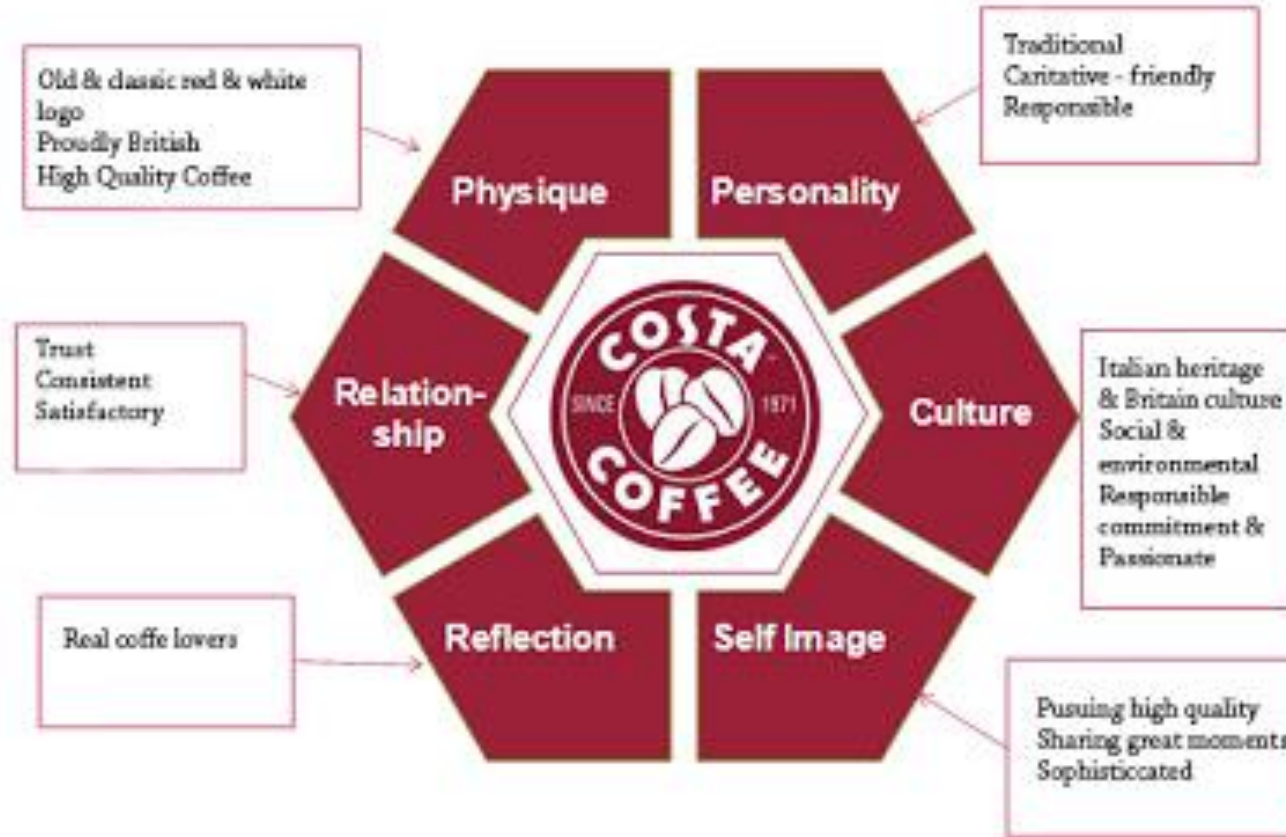 Old & classic red & white
logo
Proudly British
High Quality Coffee
Physique
Traditional
Caritative - friendly
Responsible
Personality
Trust
Consistent
Satisfactory
Relation-
ship
COSTA
SINCE 1971
COFFEE
Culture
Italian heritage
& Britain culture
Social &
environmental
Responsible
commitment &
Passionate
Real coffe lovers
Reflection
Self Image
Pusuing high quality
Sharing great moments
Sophisticcated